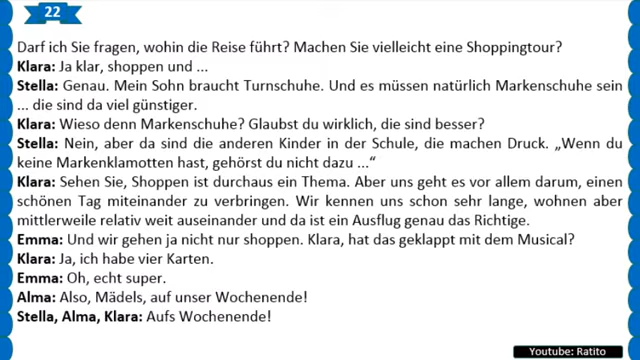 22
Darf ich Sie fragen, wohin die Reise führt? Machen Sie vielleicht eine Shoppingtour?
Klara: Ja klar, shoppen und ...
Stella: Genau. Mein Sohn braucht Turnschuhe. Und es müssen natürlich Markenschuhe sein
... die sind da viel günstiger.
Klara: Wieso denn Markenschuhe? Glaubst du wirklich, die sind besser?
Stella: Nein, aber da sind die anderen Kinder in der Schule, die machen Druck. „Wenn du
keine Markenklamotten hast, gehörst du nicht dazu ...“
Klara: Sehen Sie, Shoppen ist durchaus ein Thema. Aber uns geht es vor allem darum, einen
schönen Tag miteinander zu verbringen. Wir kennen uns schon sehr lange, wohnen aber
mittlerweile relativ weit auseinander und da ist ein Ausflug genau das Richtige.
Emma: Und wir gehen ja nicht nur shoppen. Klara, hat das geklappt mit dem Musical?
Klara: Ja, ich habe vier Karten.
Emma: Oh, echt super.
Alma: Also, Mädels, auf unser Wochenende!
Stella, Alma, Klara: Aufs Wochenende!
Youtube: Ratito